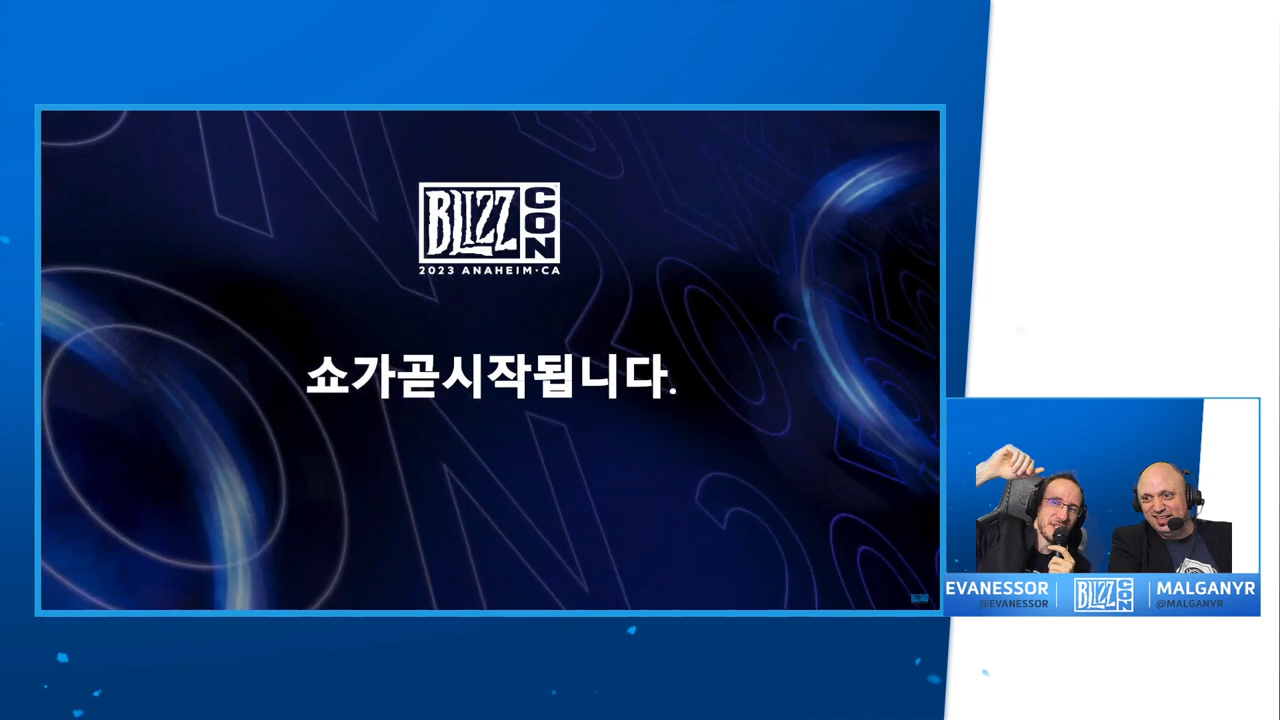 BLIZZ CON
2023 ANAHEIM·CA
쇼가곧시작됩니다.
EVANESSOR
@EVANESSOR
BLIZZ CON
MALGANYR
@MALGANYR